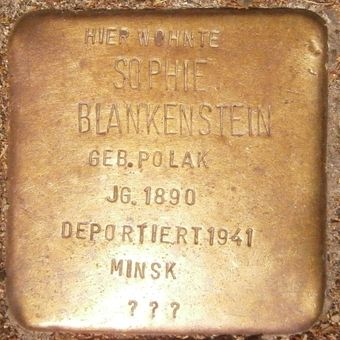 HIER WOHNTE
SOPHIE
BLANKENSTEIN
GEB. POLAK
JG. 1890
DEPORTIERT 1941
MINSK
? ? ?